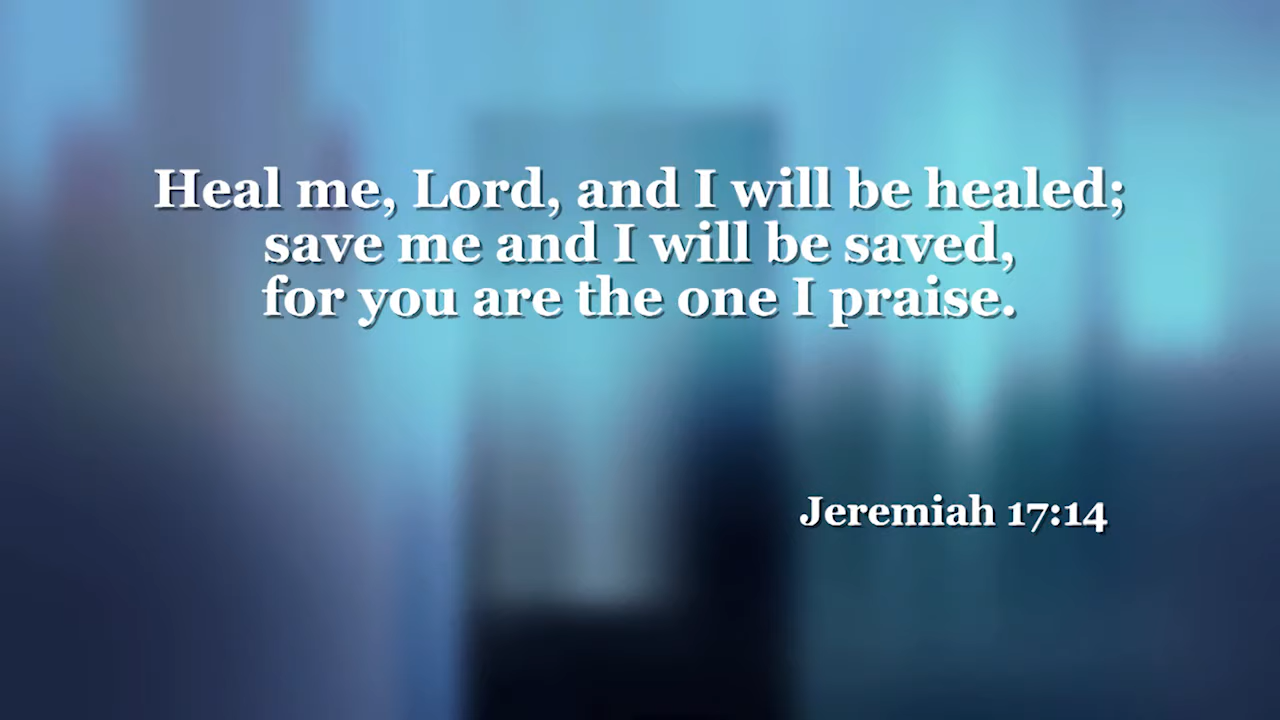 Heal me, Lord, and I will be healed;
save me and I will be saved,
for you are the one I praise.
Jeremiah 17:14